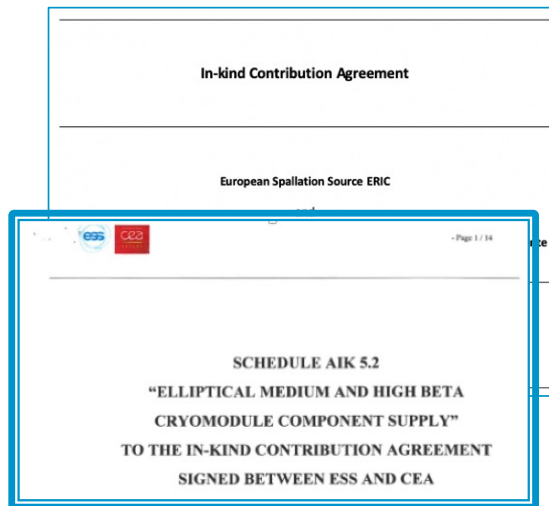 In-kind Contribution Agreement
European Spallation Source ERIC
ess cea
- Page 1 / 14
ce
SCHEDULE AIK 5.2
“ELLIPTICAL MEDIUM AND HIGH BETA
CRYOMODULE COMPONENT SUPPLY”
TO THE IN-KIND CONTRIBUTION AGREEMENT
SIGNED BETWEEN ESS AND CEA